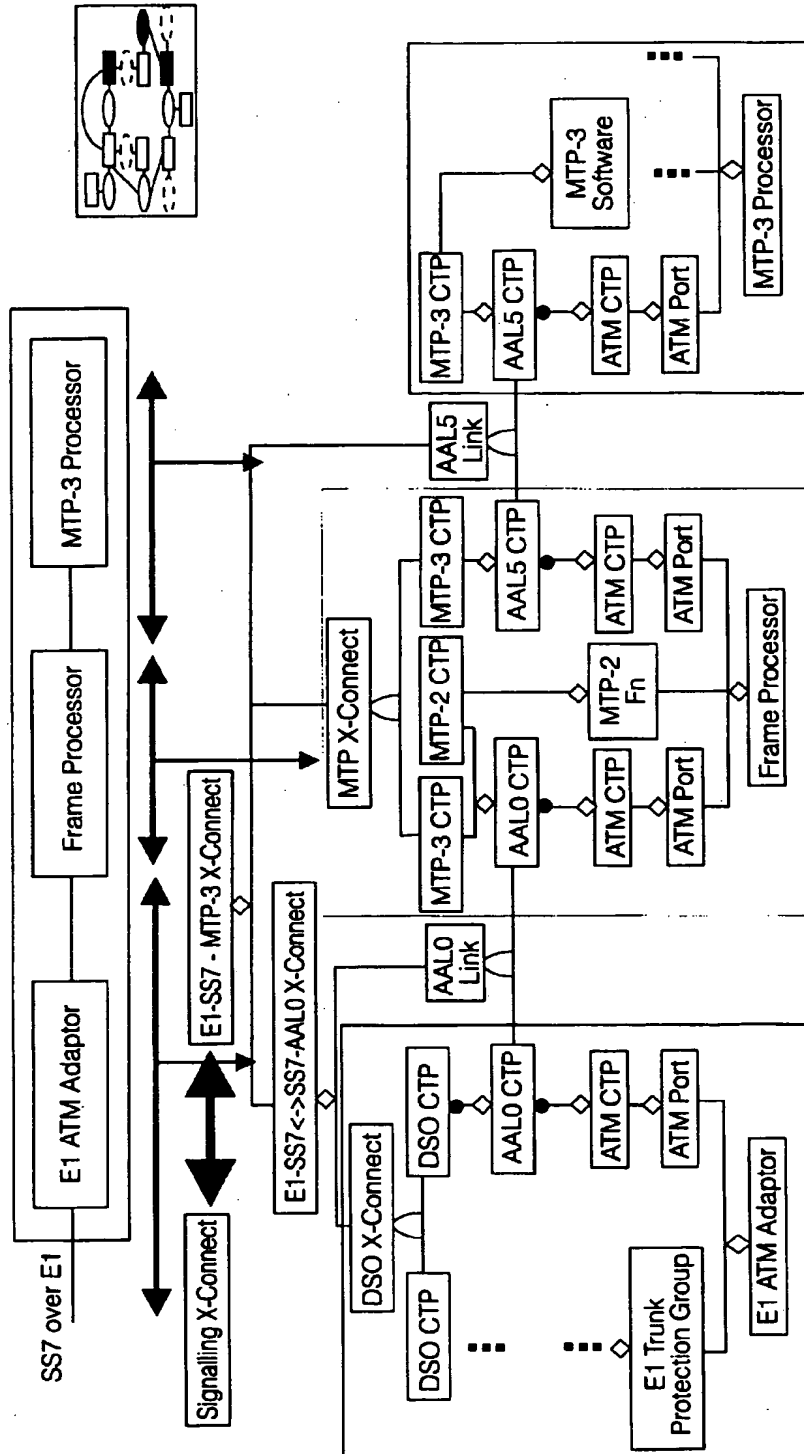 SS7 over E1
E1 ATM Adaptor
Frame Processor
MTP-3 Processor
Signalling X-Connect
E1-SS7 - MTP-3 X-Connect
E1-SS7<->SS7-AAL0 X-Connect
MTP X-Connect
DSO X-Connect
AAL0
Link
AAL5
Link
DSO CTP
DSO CTP
MTP-3 CTP
MTP-2 CTP
MTP-3 CTP
MTP-3 CTP
AAL0 CTP
AAL0 CTP
AAL5 CTP
AAL5 CTP
MTP-3
Software
ATM CTP
ATM CTP
MTP-2
Fn
ATM CTP
ATM CTP
E1 Trunk
Protection Group
ATM Port
ATM Port
ATM Port
ATM Port
E1 ATM Adaptor
Frame Processor
MTP-3 Processor